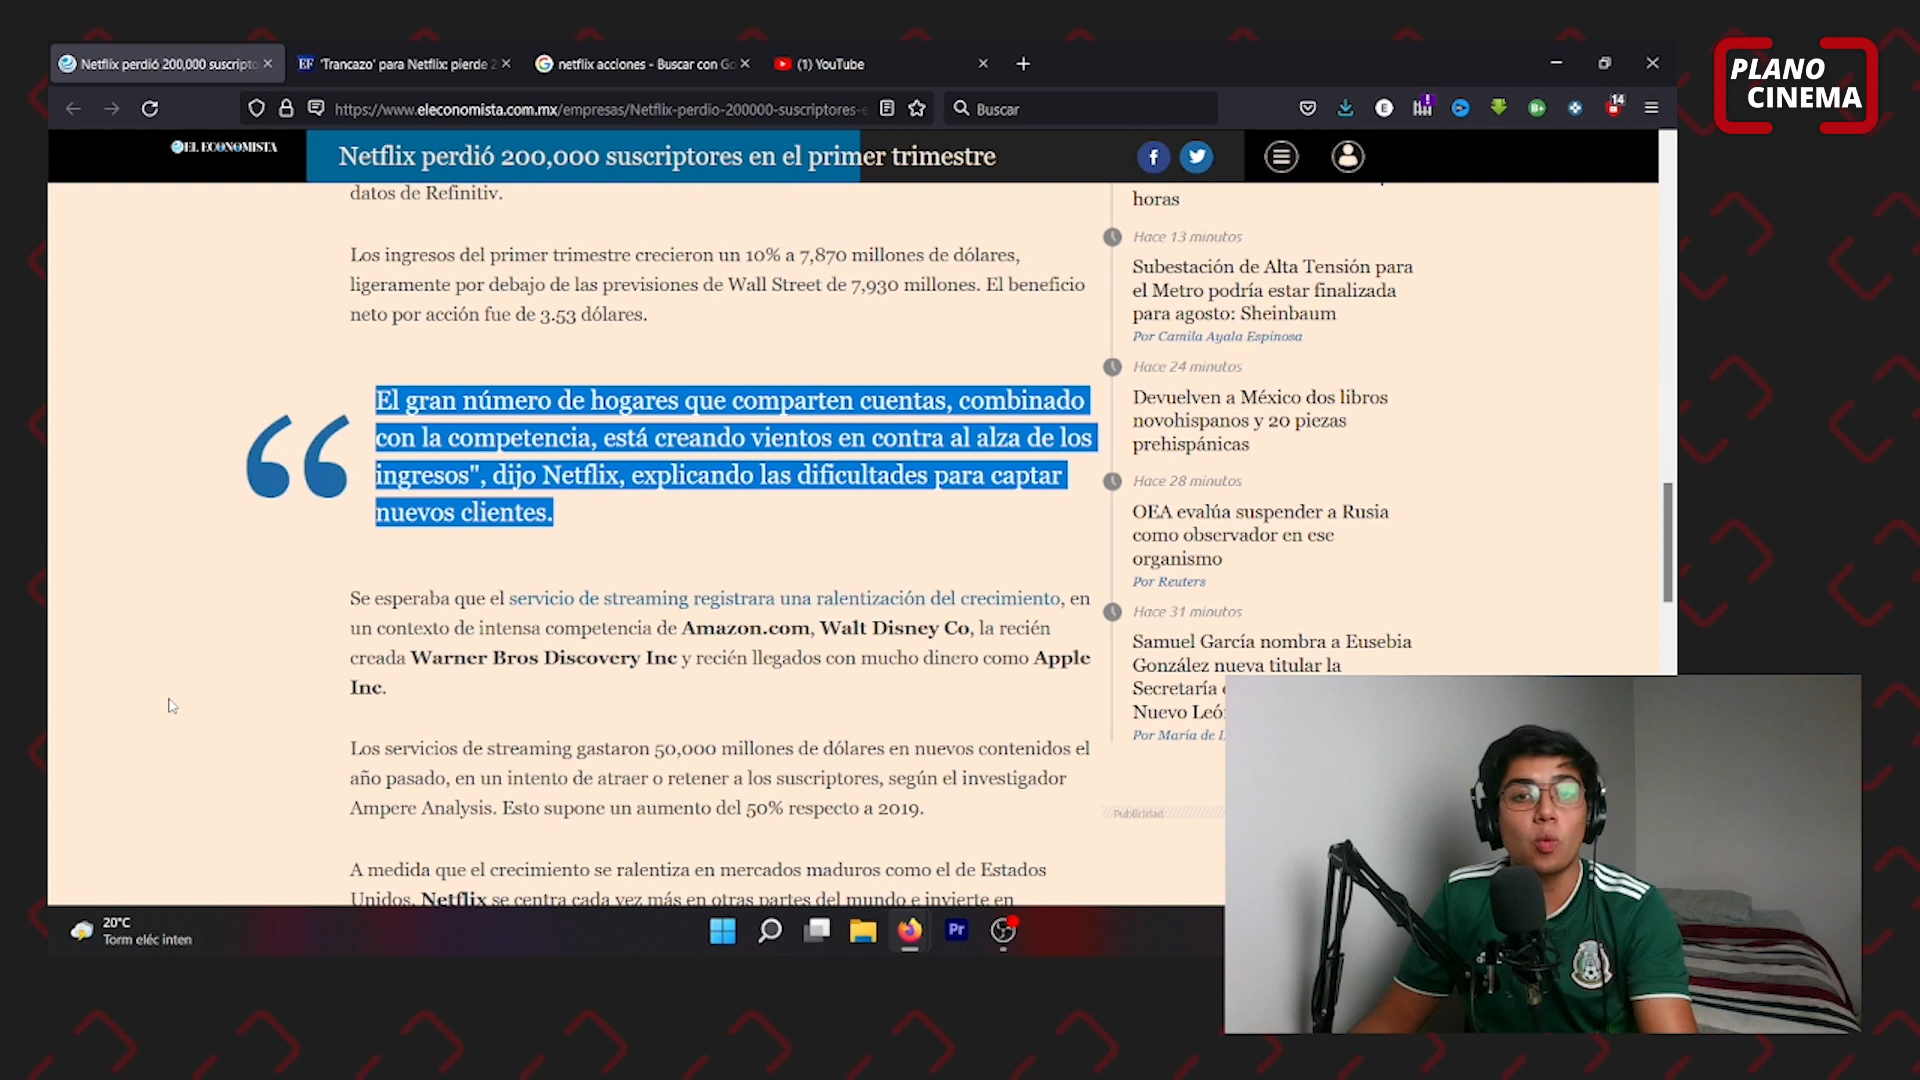 PLANO
CINEMA
Netflix perdió 200,000 suscripto
'Trancazo' para Netflix: pierde 2
netflix acciones - Buscar con Go
(1) YouTube
https://www.eleconomista.com.mx/empresas/Netflix-perdio-200000-suscriptores-e
Buscar
14
EL ECONOMISTA
Netflix perdió 200,000 suscriptores en el primer trimestre
datos de Refinitiv.
Los ingresos del primer trimestre crecieron un 10% a 7,870 millones de dólares,
ligeramente por debajo de las previsiones de Wall Street de 7,930 millones. El beneficio
neto por acción fue de 3.53 dólares.
El gran número de hogares que comparten cuentas, combinado
con la competencia, está creando vientos en contra al alza de los
ingresos", dijo Netflix, explicando las dificultades para captar
nuevos clientes.
Se esperaba que el servicio de streaming registrara una ralentización del crecimiento, en
un contexto de intensa competencia de Amazon.com, Walt Disney Co, la recién
creada Warner Bros Discovery Inc y recién llegados con mucho dinero como Apple
Inc.
Los servicios de streaming gastaron 50,000 millones de dólares en nuevos contenidos el
año pasado, en un intento de atraer o retener a los suscriptores, según el investigador
Ampere Analysis. Esto supone un aumento del 50% respecto a 2019.
A medida que el crecimiento se ralentiza en mercados maduros como el de Estados
Unidos, Netflix se centra cada vez más en otras partes del mundo e invierte en
horas
Hace 13 minutos
Subestación de Alta Tensión para
el Metro podría estar finalizada
para agosto: Sheinbaum
Por Camila Ayala Espinosa
Hace 24 minutos
Devuelven a México dos libros
novohispanos y 20 piezas
prehispánicas
Hace 28 minutos
OEA evalúa suspender a Rusia
como observador en ese
organismo
Por Reuters
Hace 31 minutos
Samuel García nombra a Eusebia
González nueva titular la
Secretaría
Nuevo Leó
Por María de
Publicidad
20°C
Torm eléc inten
Pr